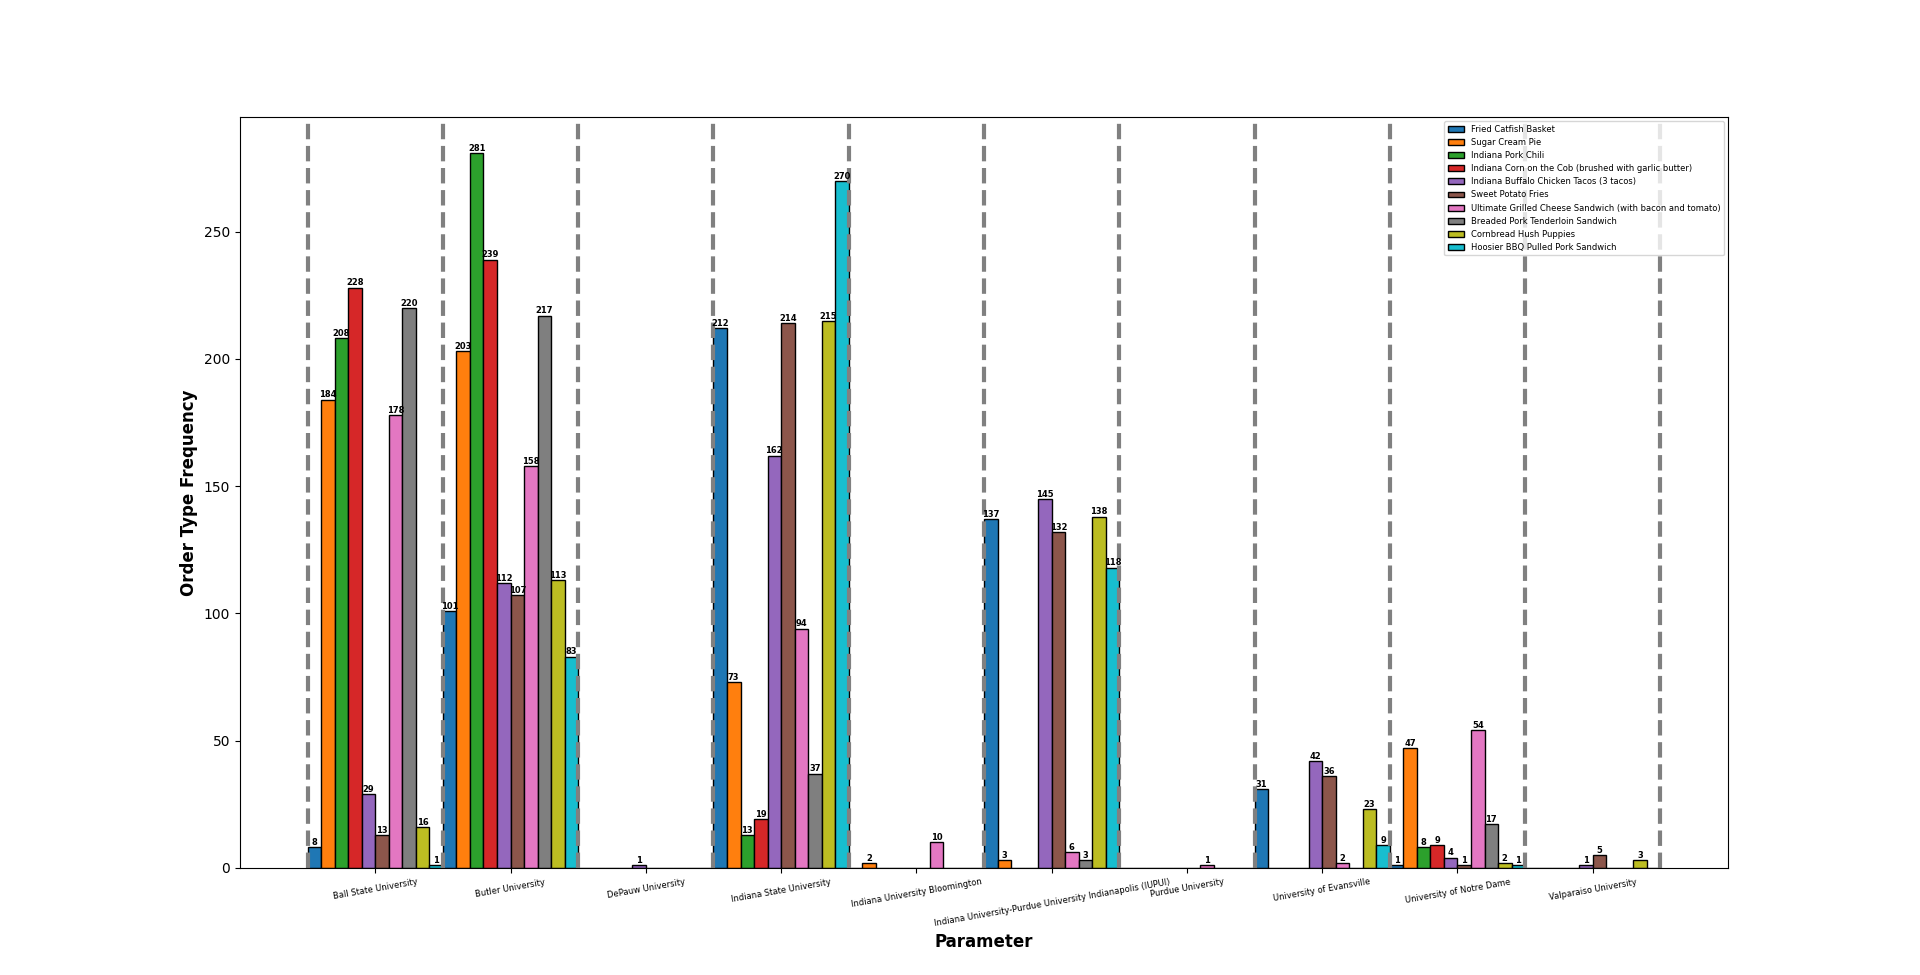 Fried Catfish Basket
Sugar Cream Pie
Indiana Pork Chili
Indiana Corn on the Cob (brushed with garlic butter)
Indiana Buffalo Chicken Tacos (3 tacos)
Sweet Potato Fries
Ultimate Grilled Cheese Sandwich (with bacon and tomato)
Breaded Pork Tenderloin Sandwich
Cornbread Hush Puppies
Hoosier BBQ Pulled Pork Sandwich
Order Type Frequency
250
200
150
100
50
0
8 184 208 228 29 13 178 220 16 1
101 203 281 239 112 107 158 217 113 83
1
212 73 13 19 162 214 94 37 215 270
2 10
137 3 145 132 6 3 138 118
1
31 42 36 2 23 9
1 47 8 9 4 1 54 17 2 1
1 5 3
Ball State University
Butler University
DePauw University
Indiana State University
Indiana University Bloomington
Indiana University-Purdue University Indianapolis (IUPUI)
Purdue University
University of Evansville
University of Notre Dame
Valparaiso University
Parameter